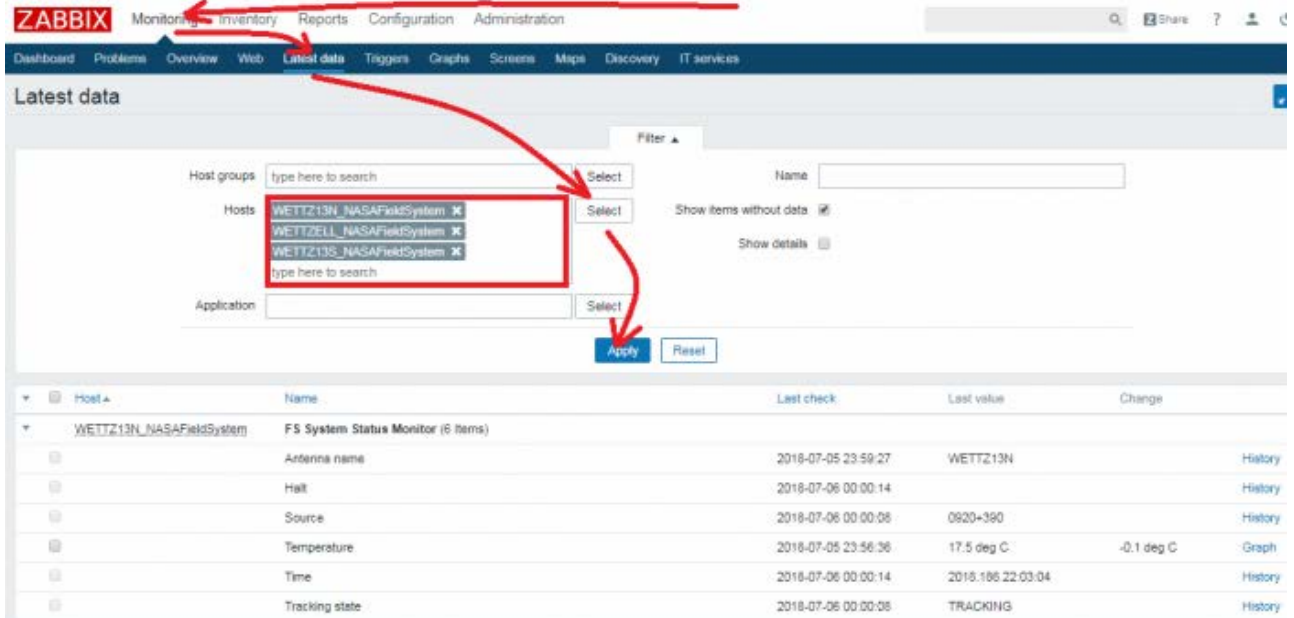 ZABBIX Monitoring Inventory Reports Configuration Administration Share ?
Dashboard Problems Overview Web Latest data Triggers Graphs Screens Maps Discovery IT services
Latest data
Filter
Host groups type here to search Select Name
Hosts WETTZ13N_NASAFieldSystem Select Show items without data
WETTZELL_NASAFieldSystem
WETTZ13S_NASAFieldSystem Show details
type here to search
Application Select
Apply Reset
Host Name Last check Last value Change
WETTZ13N_NASAFieldSystem FS System Status Monitor (6 Items)
Antenna name 2018-07-05 23:59:27 WETTZ13N History
Halt 2018-07-06 00:00:14 History
Source 2018-07-06 00:00:08 0920+390 History
Temperature 2018-07-05 23:56:36 17.5 deg C -0.1 deg C Graph
Time 2018-07-06 00:00:14 2018.186.22:03:04 History
Tracking state 2018-07-06 00:00:08 TRACKING History